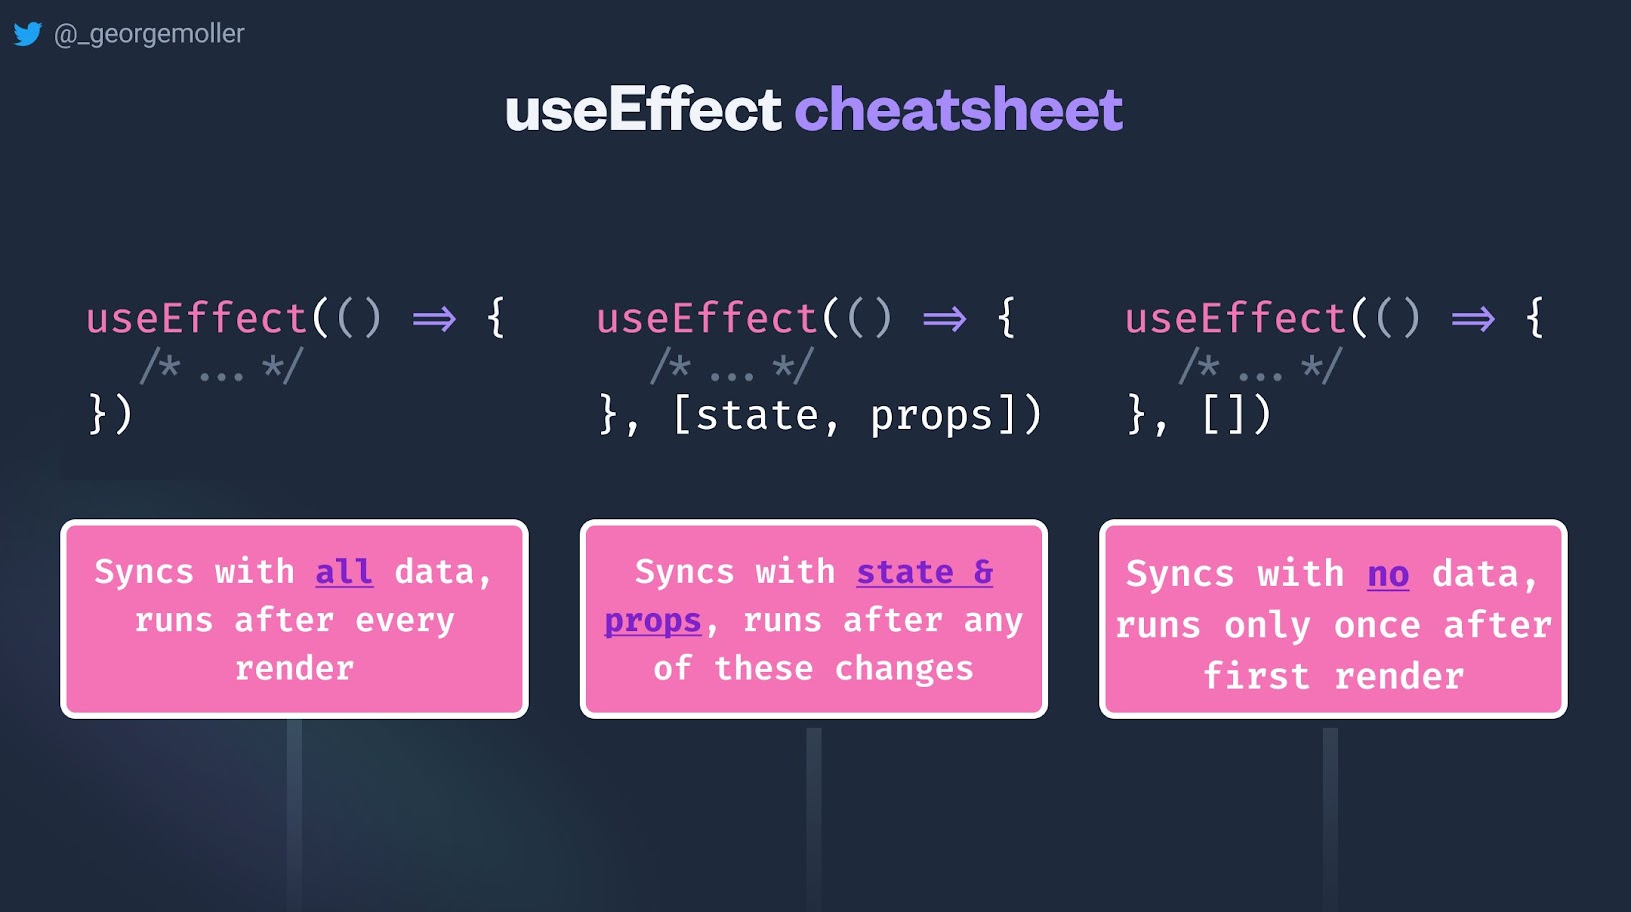 @_georgemoller
useEffect cheatsheet
useEffect(() => {
/* ... */
})
useEffect(() => {
/* ... */
}, [state, props])
useEffect(() => {
/* ... */
}, [])
Syncs with all data,
runs after every
render
Syncs with state &
props, runs after any
of these changes
Syncs with no data,
runs only once after
first render